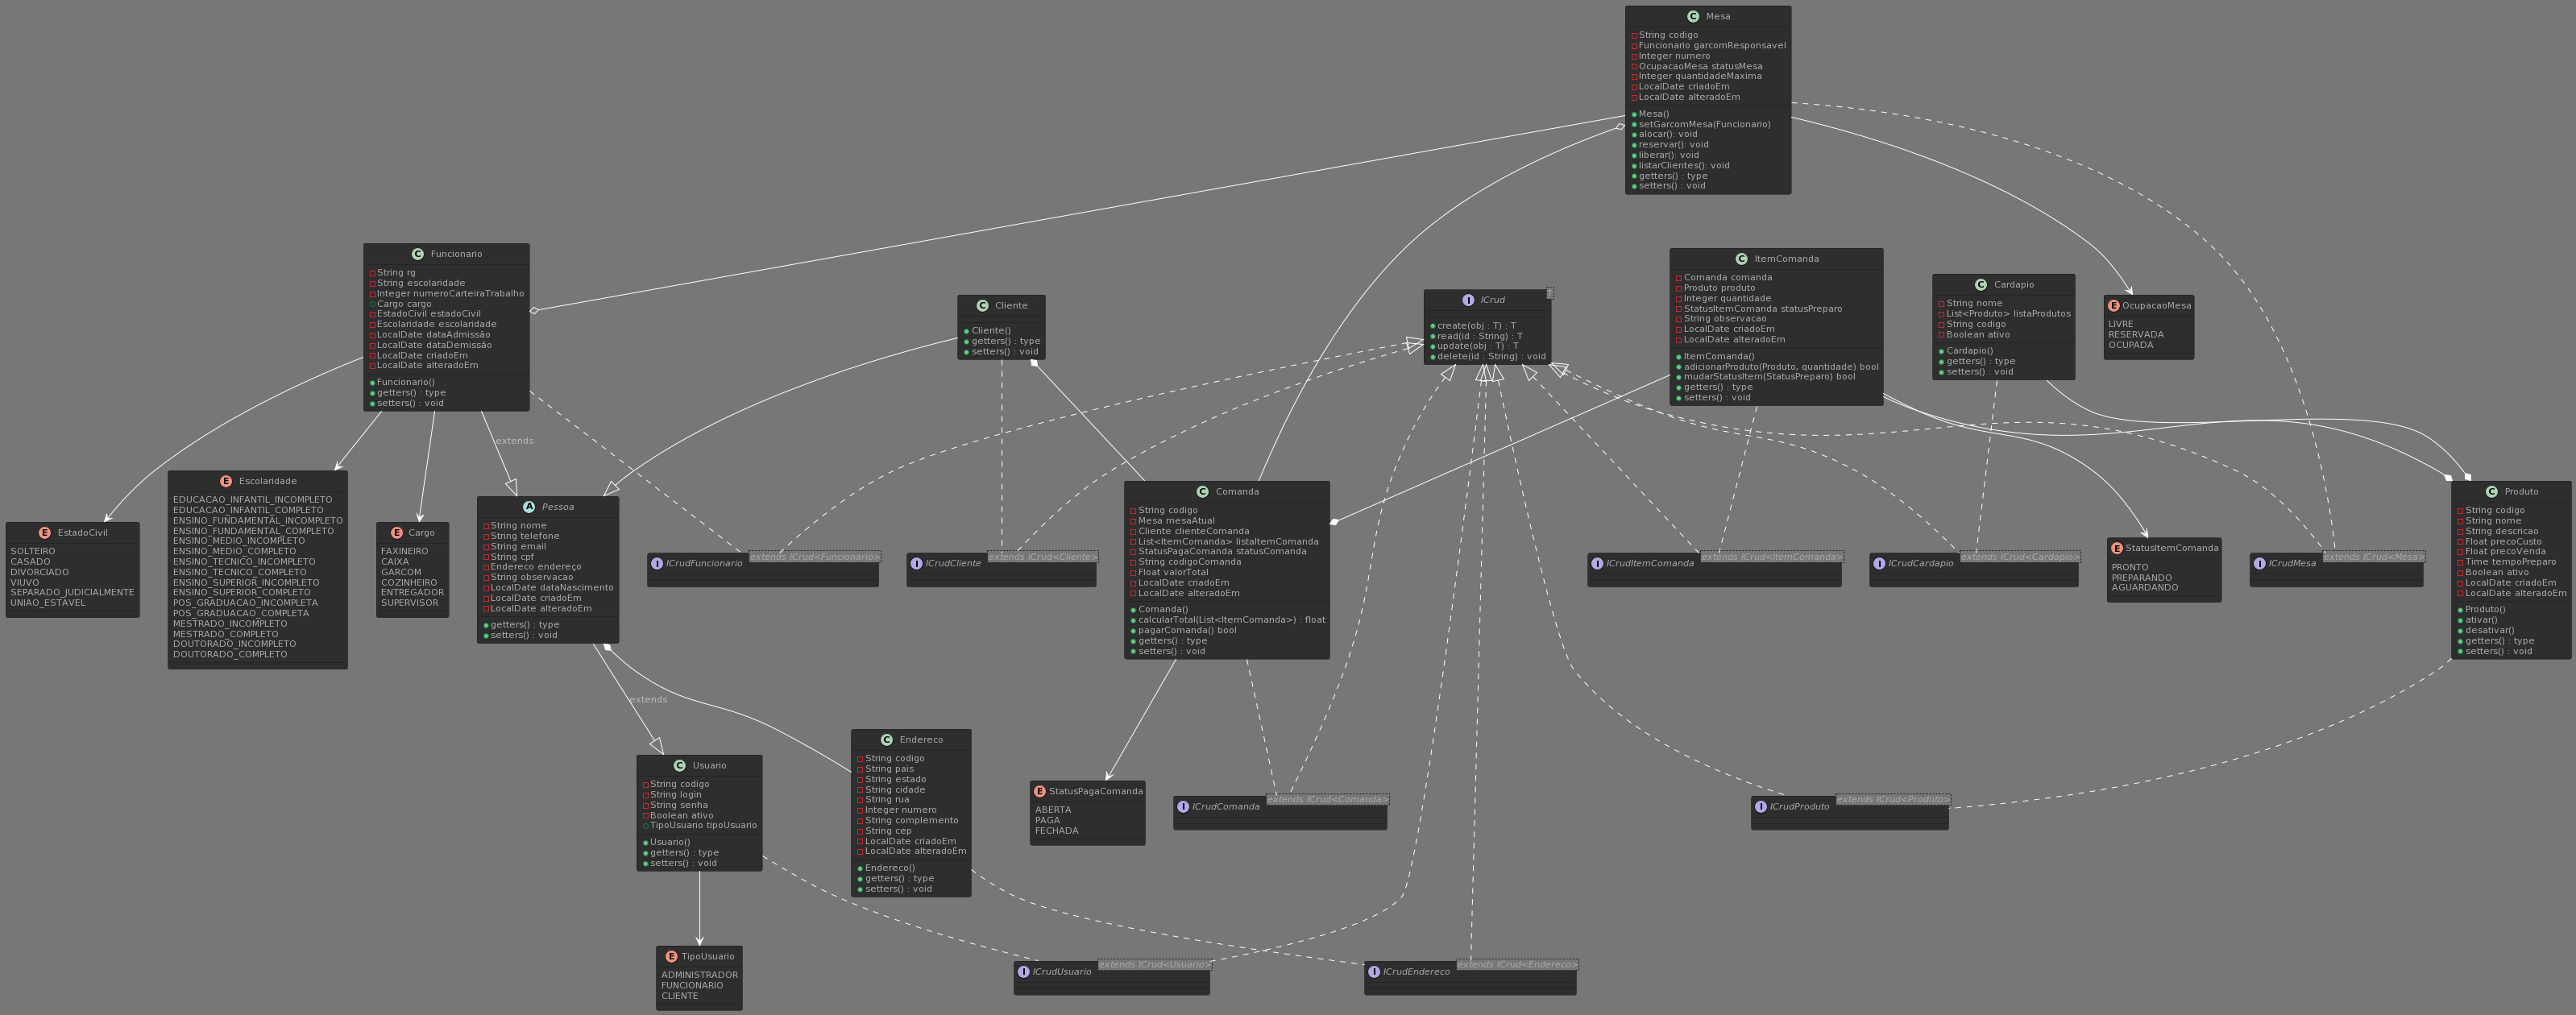 Mesa
String codigo
Funcionario garcomResponsavel
Integer numero
OcupacaoMesa statusMesa
Integer quantidadeMaxima
LocalDate criadoEm
LocalDate alteradoEm
Mesa()
setGarcomMesa(Funcionario)
alocar(): void
reservar(): void
liberar(): void
listarClientes(): void
getters() : type
setters() : void
Funcionario
String rg
String escolaridade
Integer numeroCarteiraTrabalho
Cargo cargo
EstadoCivil estadoCivil
Escolaridade escolaridade
LocalDate dataAdmissão
LocalDate dataDemissão
LocalDate criadoEm
LocalDate alteradoEm
Funcionario()
getters() : type
setters() : void
Cliente
Cliente()
getters() : type
setters() : void
ICrud
T
create(obj : T) : T
read(id : String) : T
update(obj : T) : T
delete(id : String) : void
ItemComanda
Comanda comanda
Produto produto
Integer quantidade
StatusItemComanda statusPreparo
String observacao
LocalDate criadoEm
LocalDate alteradoEm
ItemComanda()
adicionarProduto(Produto, quantidade) bool
mudarStatusItem(StatusPreparo) bool
getters() : type
setters() : void
Cardapio
String nome
List<Produto> listaProdutos
String codigo
Boolean ativo
Cardapio()
getters() : type
setters() : void
OcupacaoMesa
LIVRE
RESERVADA
OCUPADA
extends
EstadoCivil
SOLTEIRO
CASADO
DIVORCIADO
VIUVO
SEPARADO_JUDICIALMENTE
UNIAO_ESTAVEL
Escolaridade
EDUCACAO_INFANTIL_INCOMPLETO
EDUCACAO_INFANTIL_COMPLETO
ENSINO_FUNDAMENTAL_INCOMPLETO
ENSINO_FUNDAMENTAL_COMPLETO
ENSINO_MEDIO_INCOMPLETO
ENSINO_MEDIO_COMPLETO
ENSINO_TECNICO_INCOMPLETO
ENSINO_TECNICO_COMPLETO
ENSINO_SUPERIOR_INCOMPLETO
ENSINO_SUPERIOR_COMPLETO
POS_GRADUACAO_INCOMPLETA
POS_GRADUACAO_COMPLETA
MESTRADO_INCOMPLETO
MESTRADO_COMPLETO
DOUTORADO_INCOMPLETO
DOUTORADO_COMPLETO
Cargo
FAXINEIRO
CAIXA
GARCOM
COZINHEIRO
ENTREGADOR
SUPERVISOR
Pessoa
String nome
String telefone
String email
String cpf
Endereco endereço
String observacao
LocalDate dataNascimento
LocalDate criadoEm
LocalDate alteradoEm
getters() : type
setters() : void
ICrudFuncionario
extends ICrud<Funcionario>
ICrudCliente
extends ICrud<Cliente>
Comanda
String codigo
Mesa mesaAtual
Cliente clienteComanda
List<ItemComanda> listaItemComanda
StatusPagaComanda statusComanda
String codigoComanda
Float valorTotal
LocalDate criadoEm
LocalDate alteradoEm
Comanda()
calcularTotal(List<ItemComanda>) : float
pagarComanda() bool
getters() : type
setters() : void
ICrudItemComanda
extends ICrud<ItemComanda>
ICrudCardapio
extends ICrud<Cardapio>
StatusItemComanda
PRONTO
PREPARANDO
AGUARDANDO
ICrudMesa
extends ICrud<Mesa>
Produto
String codigo
String nome
String descricao
Float precoCusto
Float precoVenda
Time tempoPreparo
Boolean ativo
LocalDate criadoEm
LocalDate alteradoEm
Produto()
ativar()
desativar()
getters() : type
setters() : void
extends
Usuario
String codigo
String login
String senha
Boolean ativo
TipoUsuario tipoUsuario
Usuario()
getters() : type
setters() : void
Endereco
String codigo
String pais
String estado
String cidade
String rua
Integer numero
String complemento
String cep
LocalDate criadoEm
LocalDate alteradoEm
Endereco()
getters() : type
setters() : void
StatusPagaComanda
ABERTA
PAGA
FECHADA
ICrudComanda
extends ICrud<Comanda>
ICrudProduto
extends ICrud<Produto>
TipoUsuario
ADMINISTRADOR
FUNCIONARIO
CLIENTE
ICrudUsuario
extends ICrud<Usuario>
ICrudEndereco
extends ICrud<Endereco>